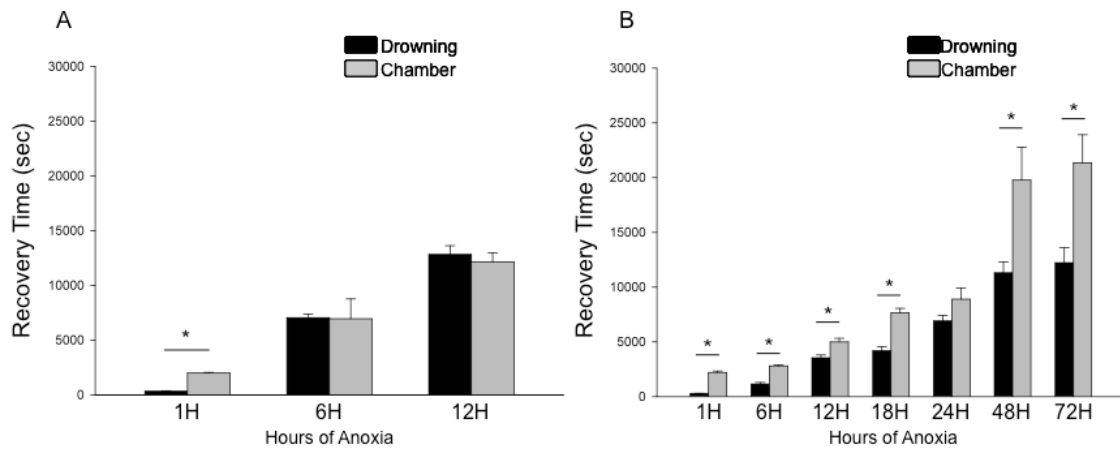 A
Drowning
Chamber
30000
25000
20000
15000
10000
5000
0
Recovery Time (sec)
*
1H 6H 12H
Hours of Anoxia
B
Drowning
Chamber
30000
25000
20000
15000
10000
5000
0
Recovery Time (sec)
* * * * * *
1H 6H 12H 18H 24H 48H 72H
Hours of Anoxia